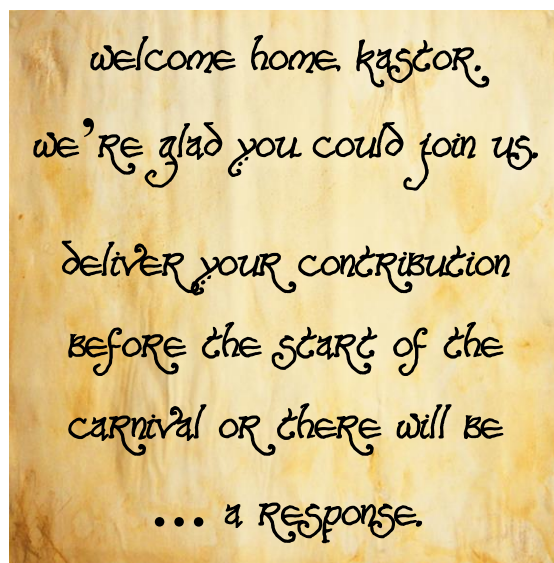 welcome home, kastor.
we're glad you could join us.
deliver your contribution
before the start of the
carnival or there will be
... a response.